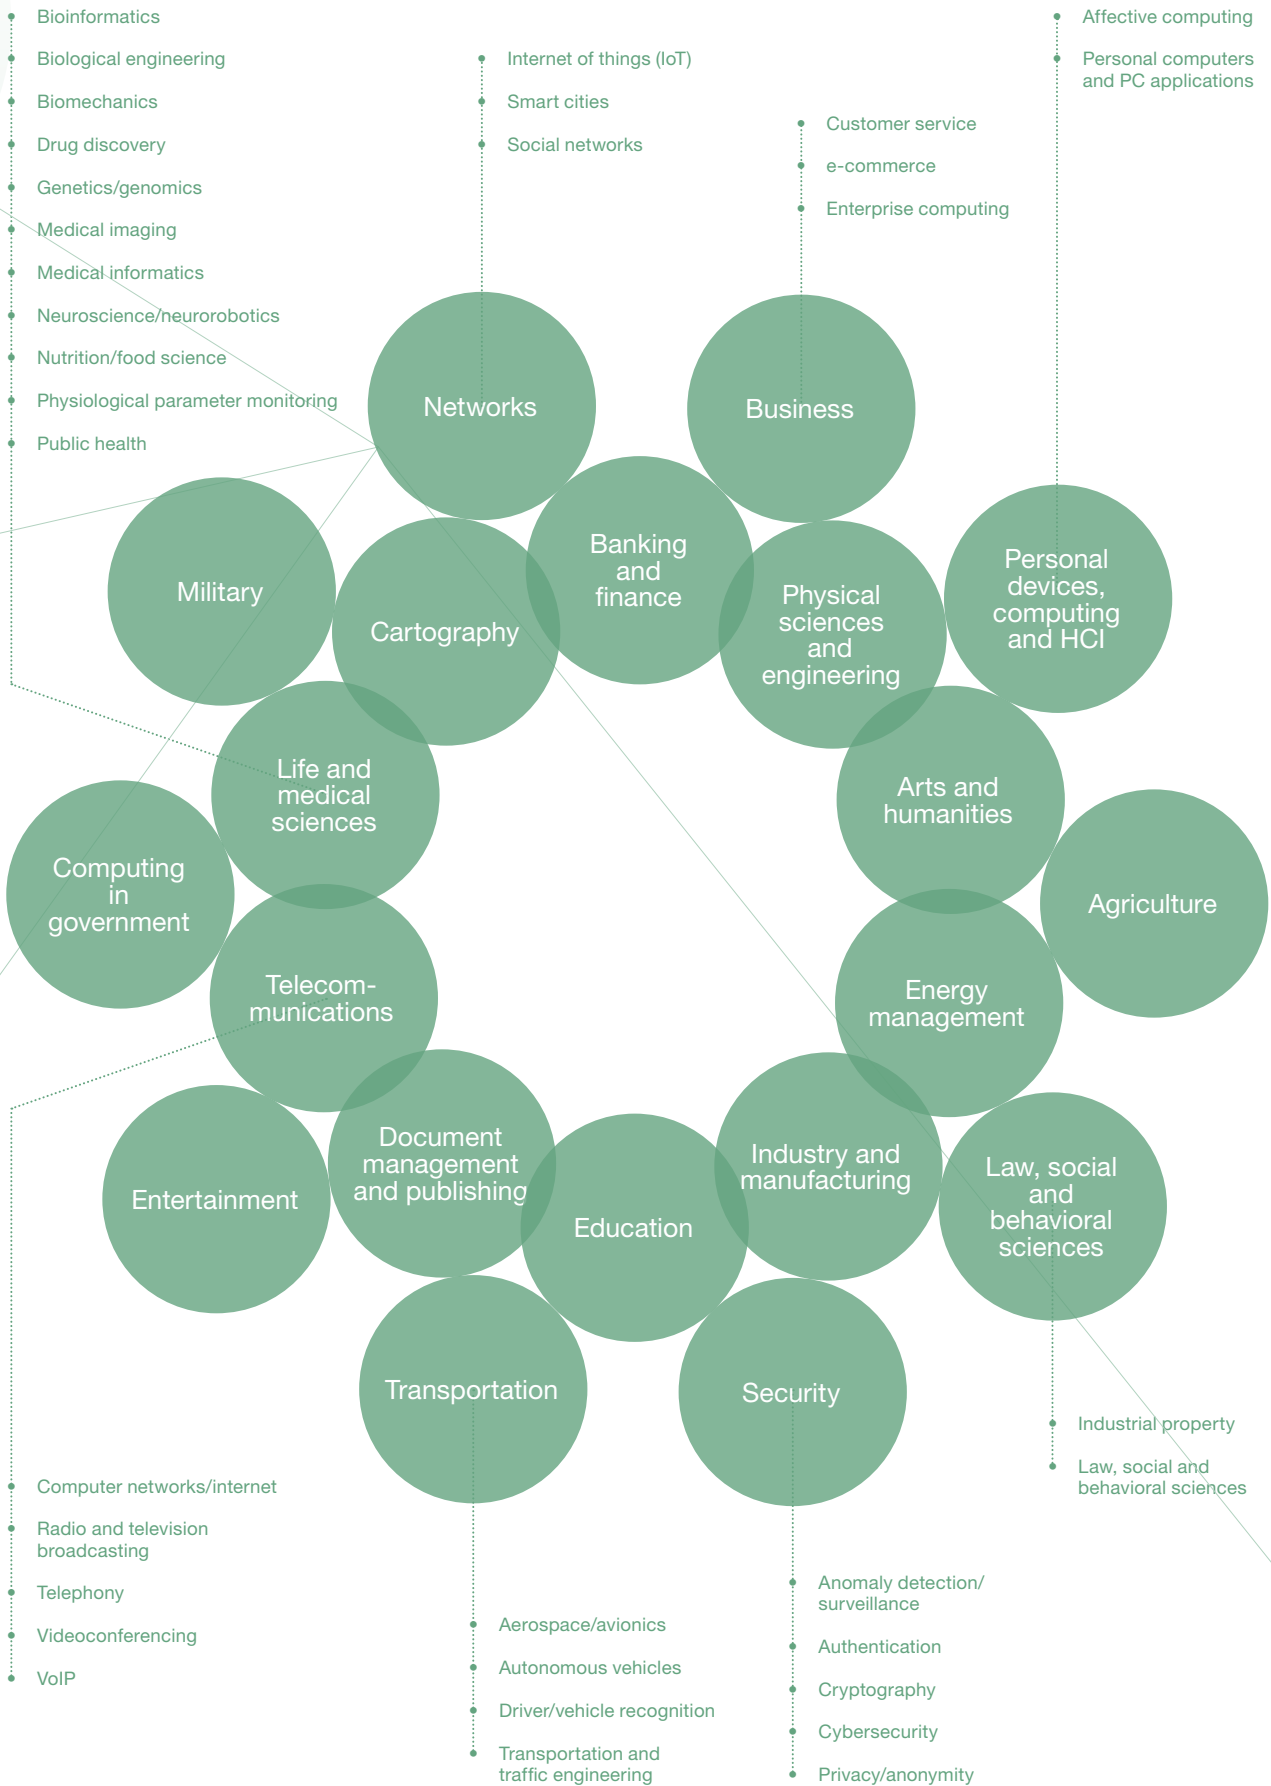 Bioinformatics
Biological engineering
Biomechanics
Drug discovery
Genetics/genomics
Medical imaging
Medical informatics
Neuroscience/neurorobotics
Nutrition/food science
Physiological parameter monitoring
Public health
Internet of things (IoT)
Smart cities
Social networks
Customer service
e-commerce
Enterprise computing
Affective computing
Personal computers
and PC applications
Networks
Business
Banking
and
finance
Physical
sciences
and
engineering
Personal
devices,
computing
and HCI
Military
Cartography
Life and
medical
sciences
Arts and
humanities
Computing
in
government
Agriculture
Telecom-
munications
Energy
management
Document
management
and publishing
Industry and
manufacturing
Law, social
and
behavioral
sciences
Entertainment
Education
Transportation
Security
Industrial property
Law, social and
behavioral sciences
Computer networks/internet
Radio and television
broadcasting
Telephony
Videoconferencing
VoIP
Aerospace/avionics
Autonomous vehicles
Driver/vehicle recognition
Transportation and
traffic engineering
Anomaly detection/
surveillance
Authentication
Cryptography
Cybersecurity
Privacy/anonymity